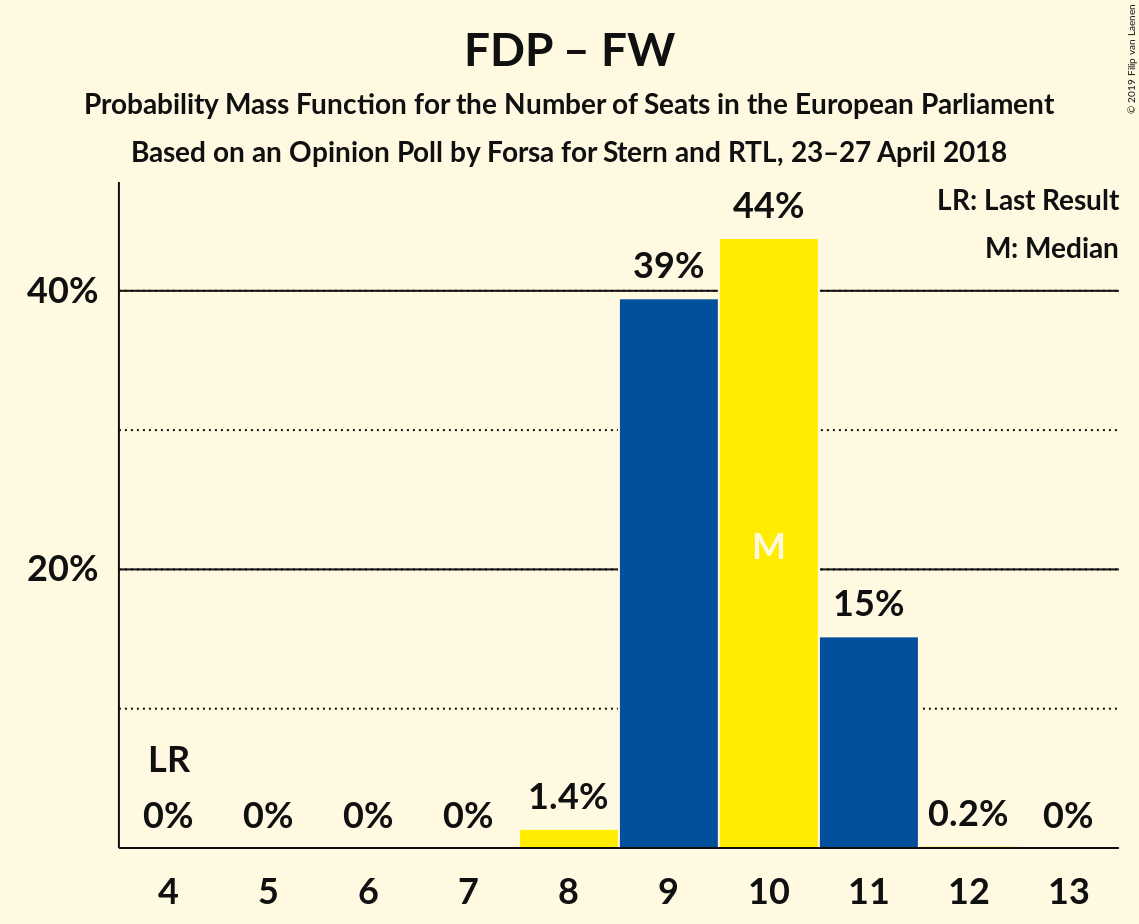 FDP – FW
Probability Mass Function for the Number of Seats in the European Parliament
Based on an Opinion Poll by Forsa for Stern and RTL, 23–27 April 2018
© 2019 Filip van Laenen
LR: Last Result
M: Median
44%
39%
40%
M
20%
15%
LR
0%
0%
0%
0%
1.4%
0.2%
0%
4
5
6
7
8
9
10
11
12
13